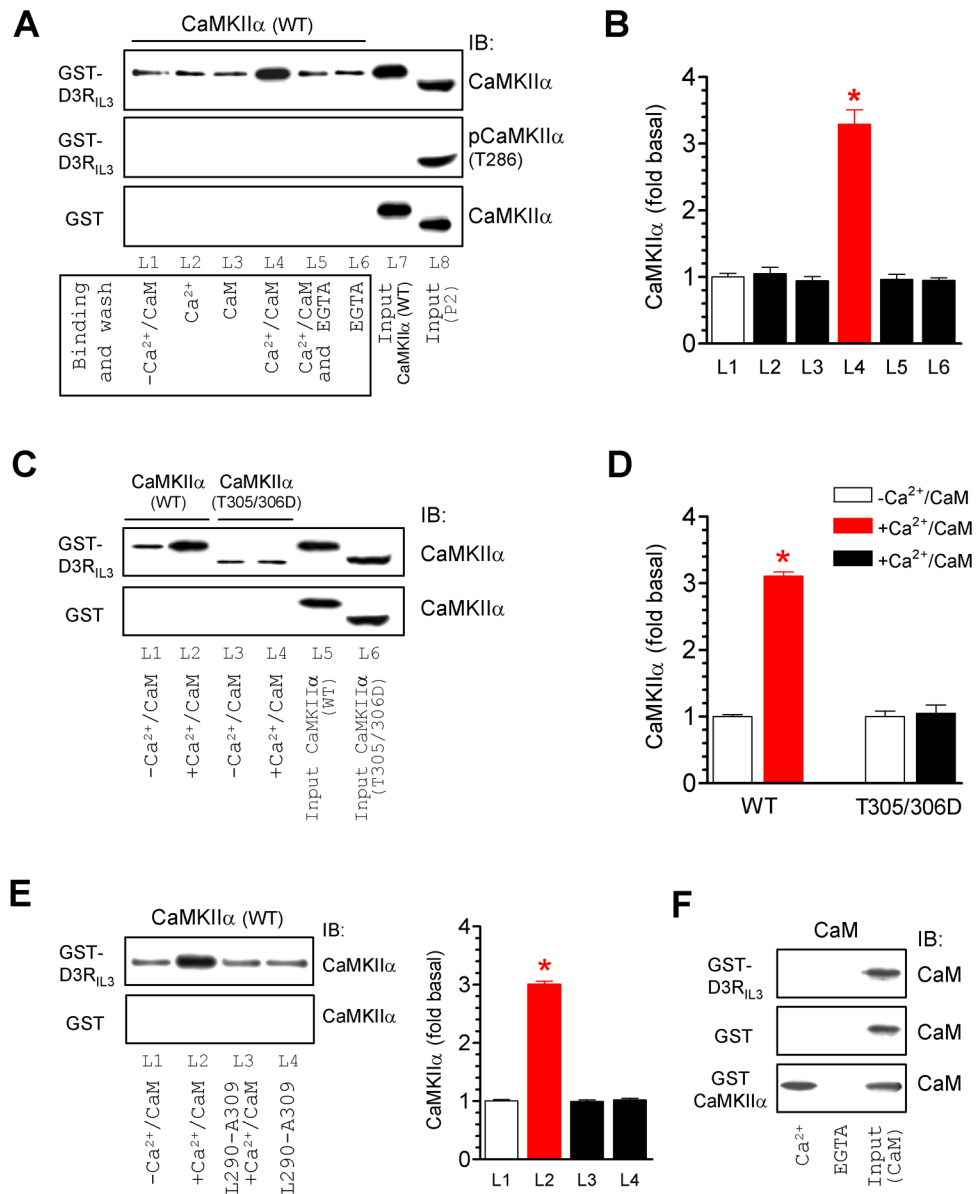 A
CaMKIIα (WT)
IB:
GST-
D3R_IL3
CaMKIIα
GST-
D3R_IL3
pCaMKIIα
(T286)
GST
CaMKIIα
L1 L2 L3 L4 L5 L6 L7 L8
Binding
and wash
−Ca²⁺/CaM
Ca²⁺
CaM
Ca²⁺/CaM
Ca²⁺/CaM
and EGTA
EGTA
Input
CaMKIIα (WT)
Input
(P2)
B
CaMKIIα (fold basal)
4
3
2
1
0
*
L1 L2 L3 L4 L5 L6
C
CaMKIIα
(WT)
CaMKIIα
(T305/306D)
IB:
GST-
D3R_IL3
CaMKIIα
GST
CaMKIIα
L1 L2 L3 L4 L5 L6
−Ca²⁺/CaM
+Ca²⁺/CaM
−Ca²⁺/CaM
+Ca²⁺/CaM
Input CaMKIIα
(WT)
Input CaMKIIα
(T305/306D)
D
-Ca²⁺/CaM
+Ca²⁺/CaM
+Ca²⁺/CaM
CaMKIIα (fold basal)
4
3
2
1
0
*
WT T305/306D
E
CaMKIIα (WT)
IB:
GST-
D3R_IL3
CaMKIIα
GST
CaMKIIα
L1 L2 L3 L4
−Ca²⁺/CaM
+Ca²⁺/CaM
L290-A309
+Ca²⁺/CaM
L290-A309
CaMKIIα (fold basal)
4
3
2
1
0
*
L1 L2 L3 L4
F
CaM
IB:
GST-
D3R_IL3
CaM
GST
CaM
GST
CaMKIIα
CaM
Ca²⁺
EGTA
Input
(CaM)